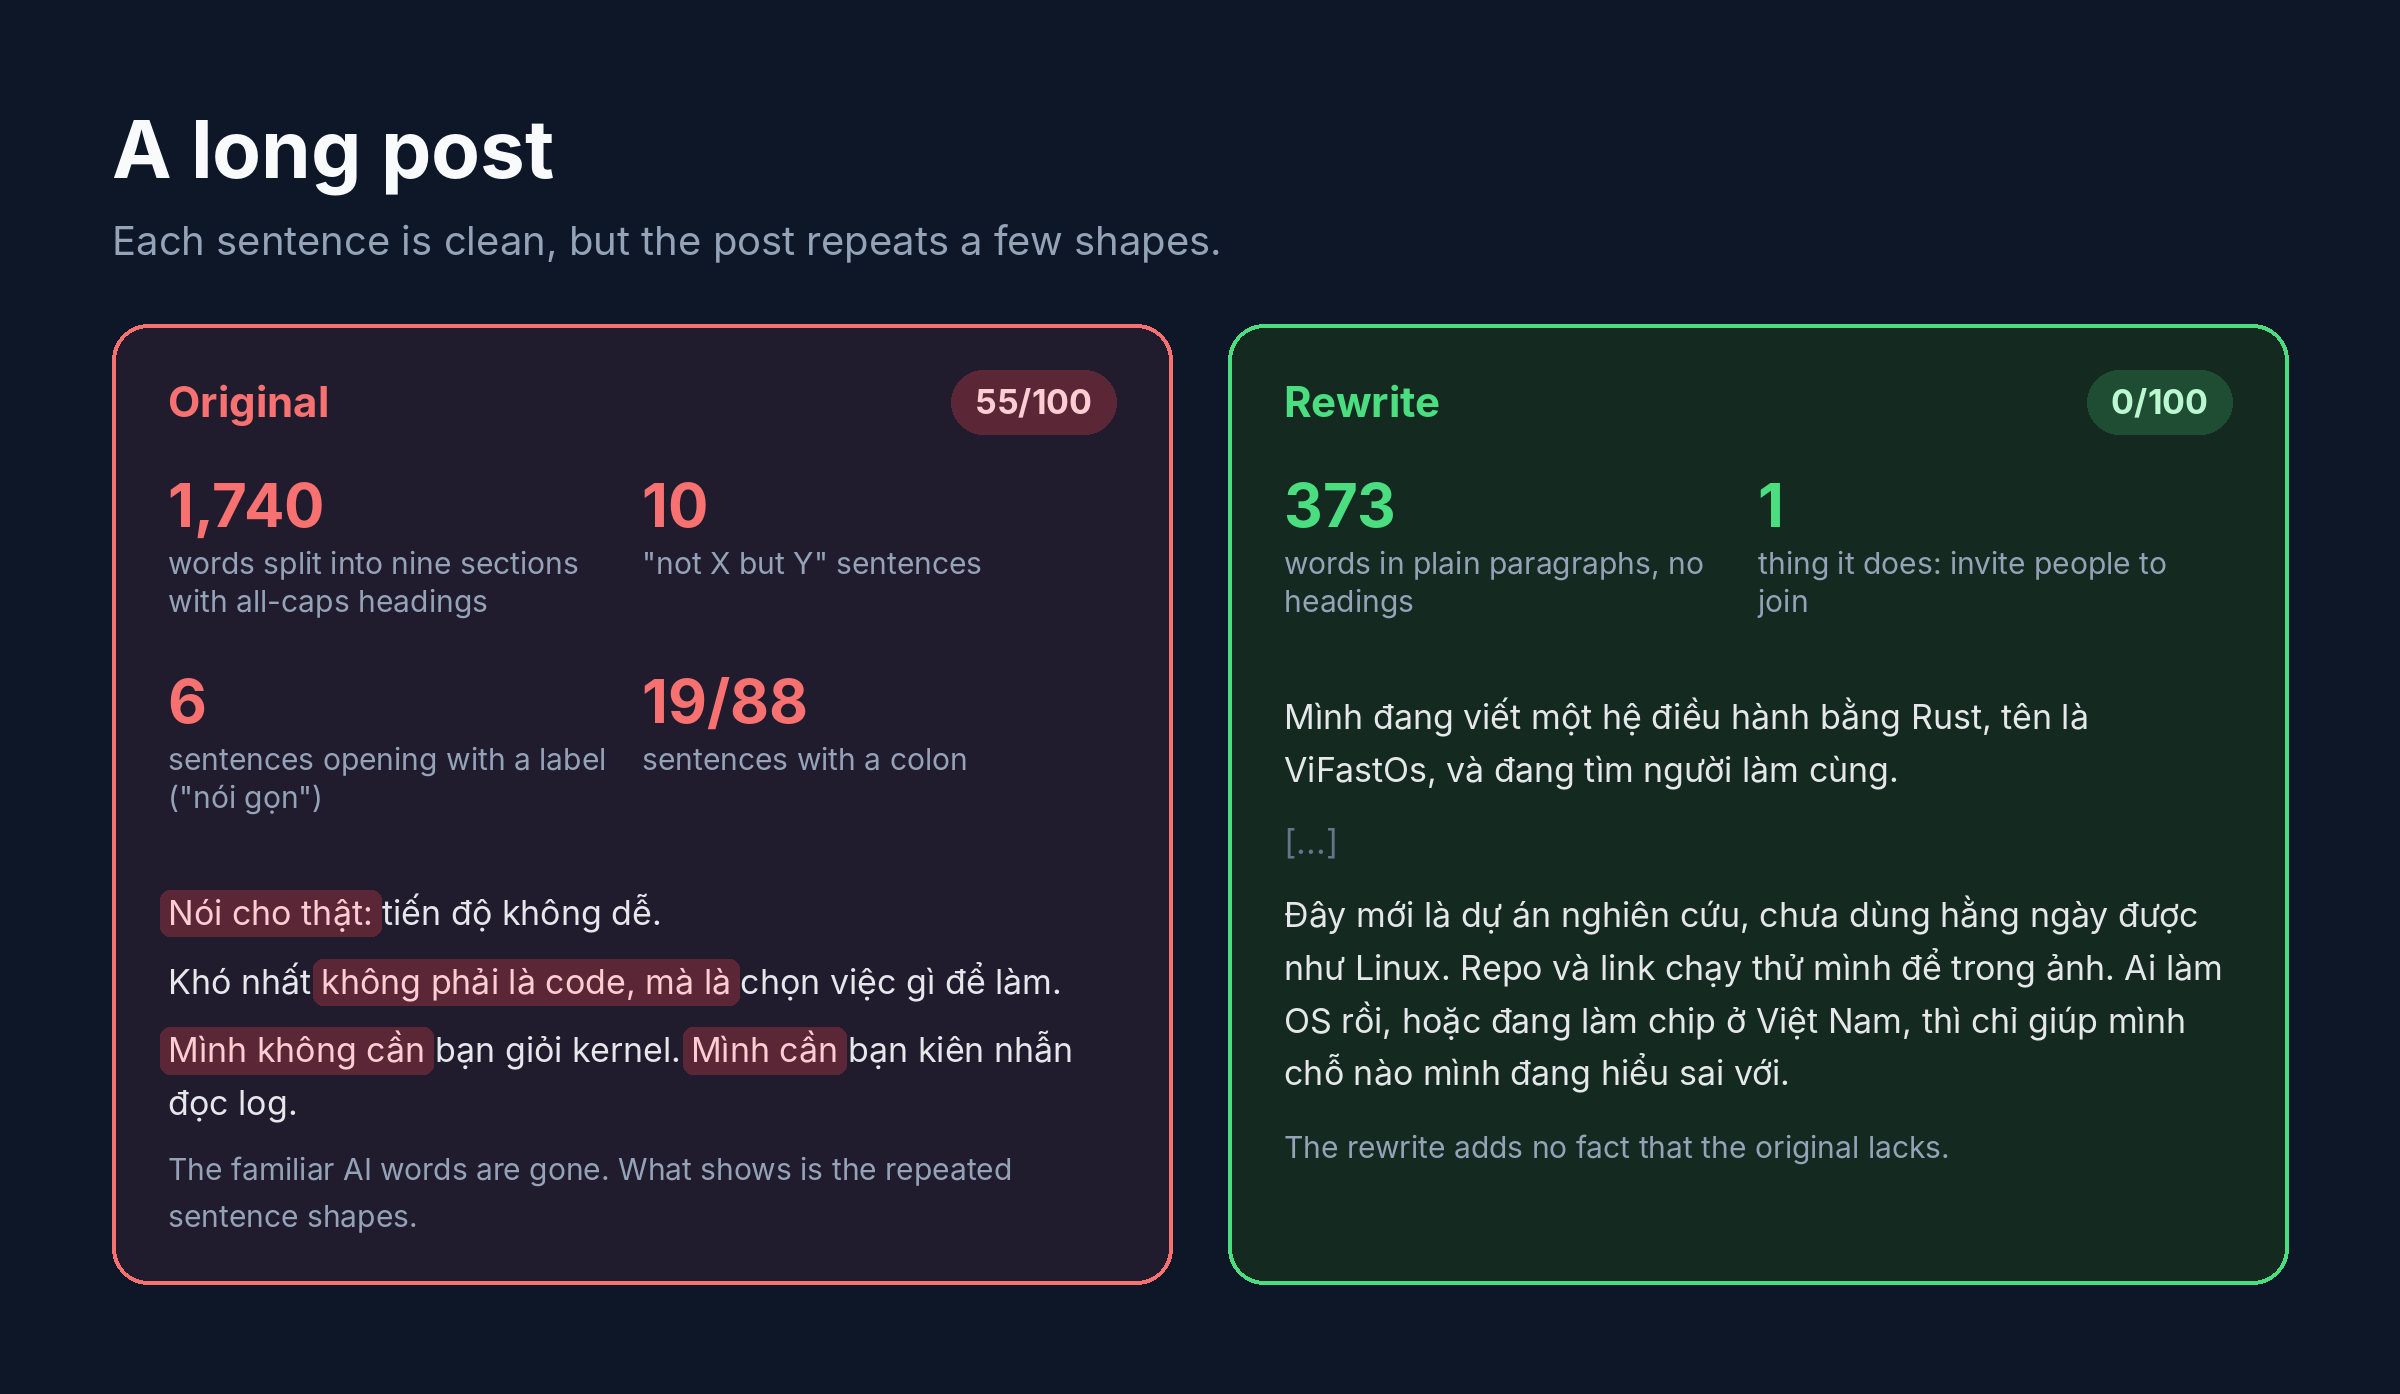 A long post
Each sentence is clean, but the post repeats a few shapes.
Original
55/100
1,740
words split into nine sections
with all-caps headings
10
"not X but Y" sentences
6
sentences opening with a label
("nói gọn")
19/88
sentences with a colon
Nói cho thật: tiến độ không dễ.
Khó nhất không phải là code, mà là chọn việc gì để làm.
Mình không cần bạn giỏi kernel. Mình cần bạn kiên nhẫn
đọc log.
The familiar AI words are gone. What shows is the repeated
sentence shapes.
Rewrite
0/100
373
words in plain paragraphs, no
headings
1
thing it does: invite people to
join
Mình đang viết một hệ điều hành bằng Rust, tên là
ViFastOs, và đang tìm người làm cùng.
[...]
Đây mới là dự án nghiên cứu, chưa dùng hằng ngày được
như Linux. Repo và link chạy thử mình để trong ảnh. Ai làm
OS rồi, hoặc đang làm chip ở Việt Nam, thì chỉ giúp mình
chỗ nào mình đang hiểu sai với.
The rewrite adds no fact that the original lacks.